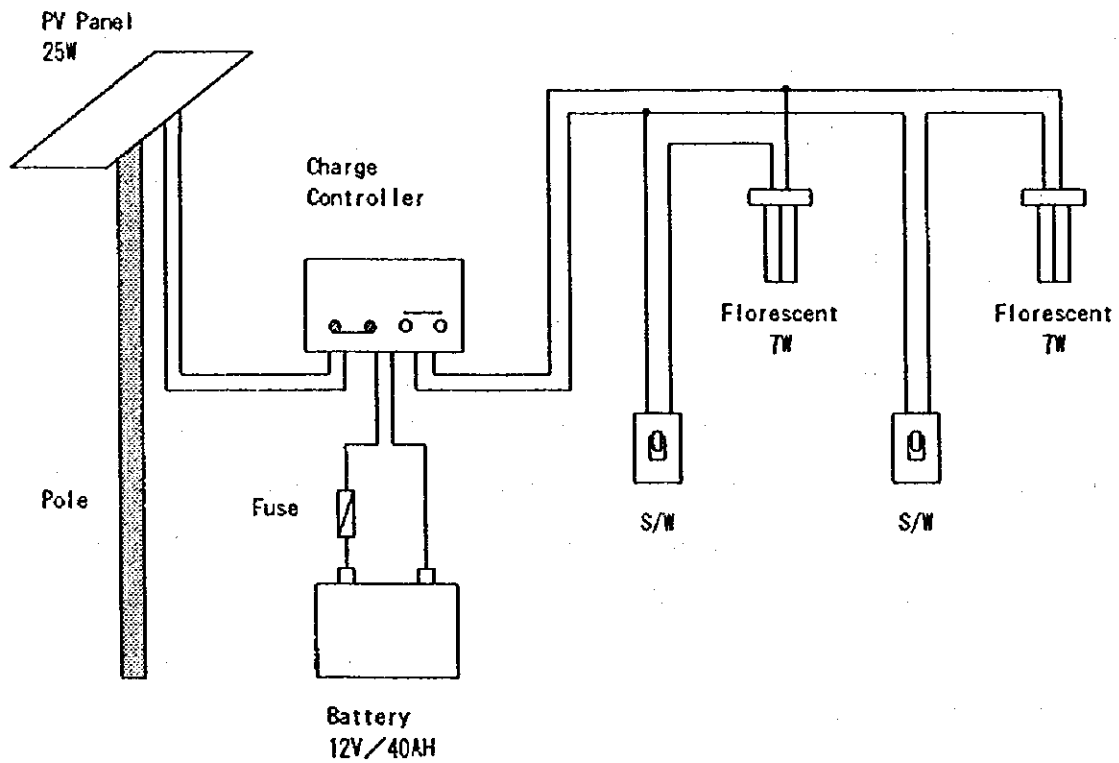 PV Panel
25W
Charge
Controller
Florescent
7W
Florescent
7W
Pole
Fuse
S/W
S/W
Battery
12V／40AH